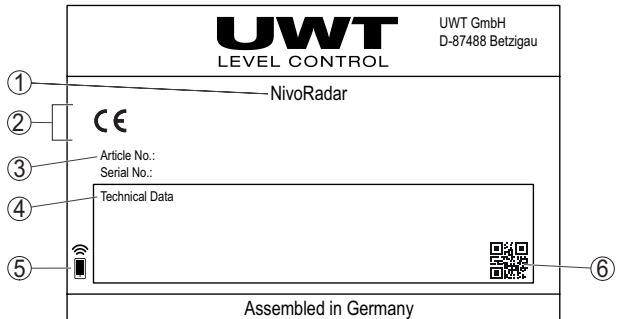 UWT
LEVEL CONTROL
UWT GmbH
D-87488 Betzigau
1
NivoRadar
2
CE
3
Article No.:
Serial No.:
4
Technical Data
5
6
Assembled in Germany